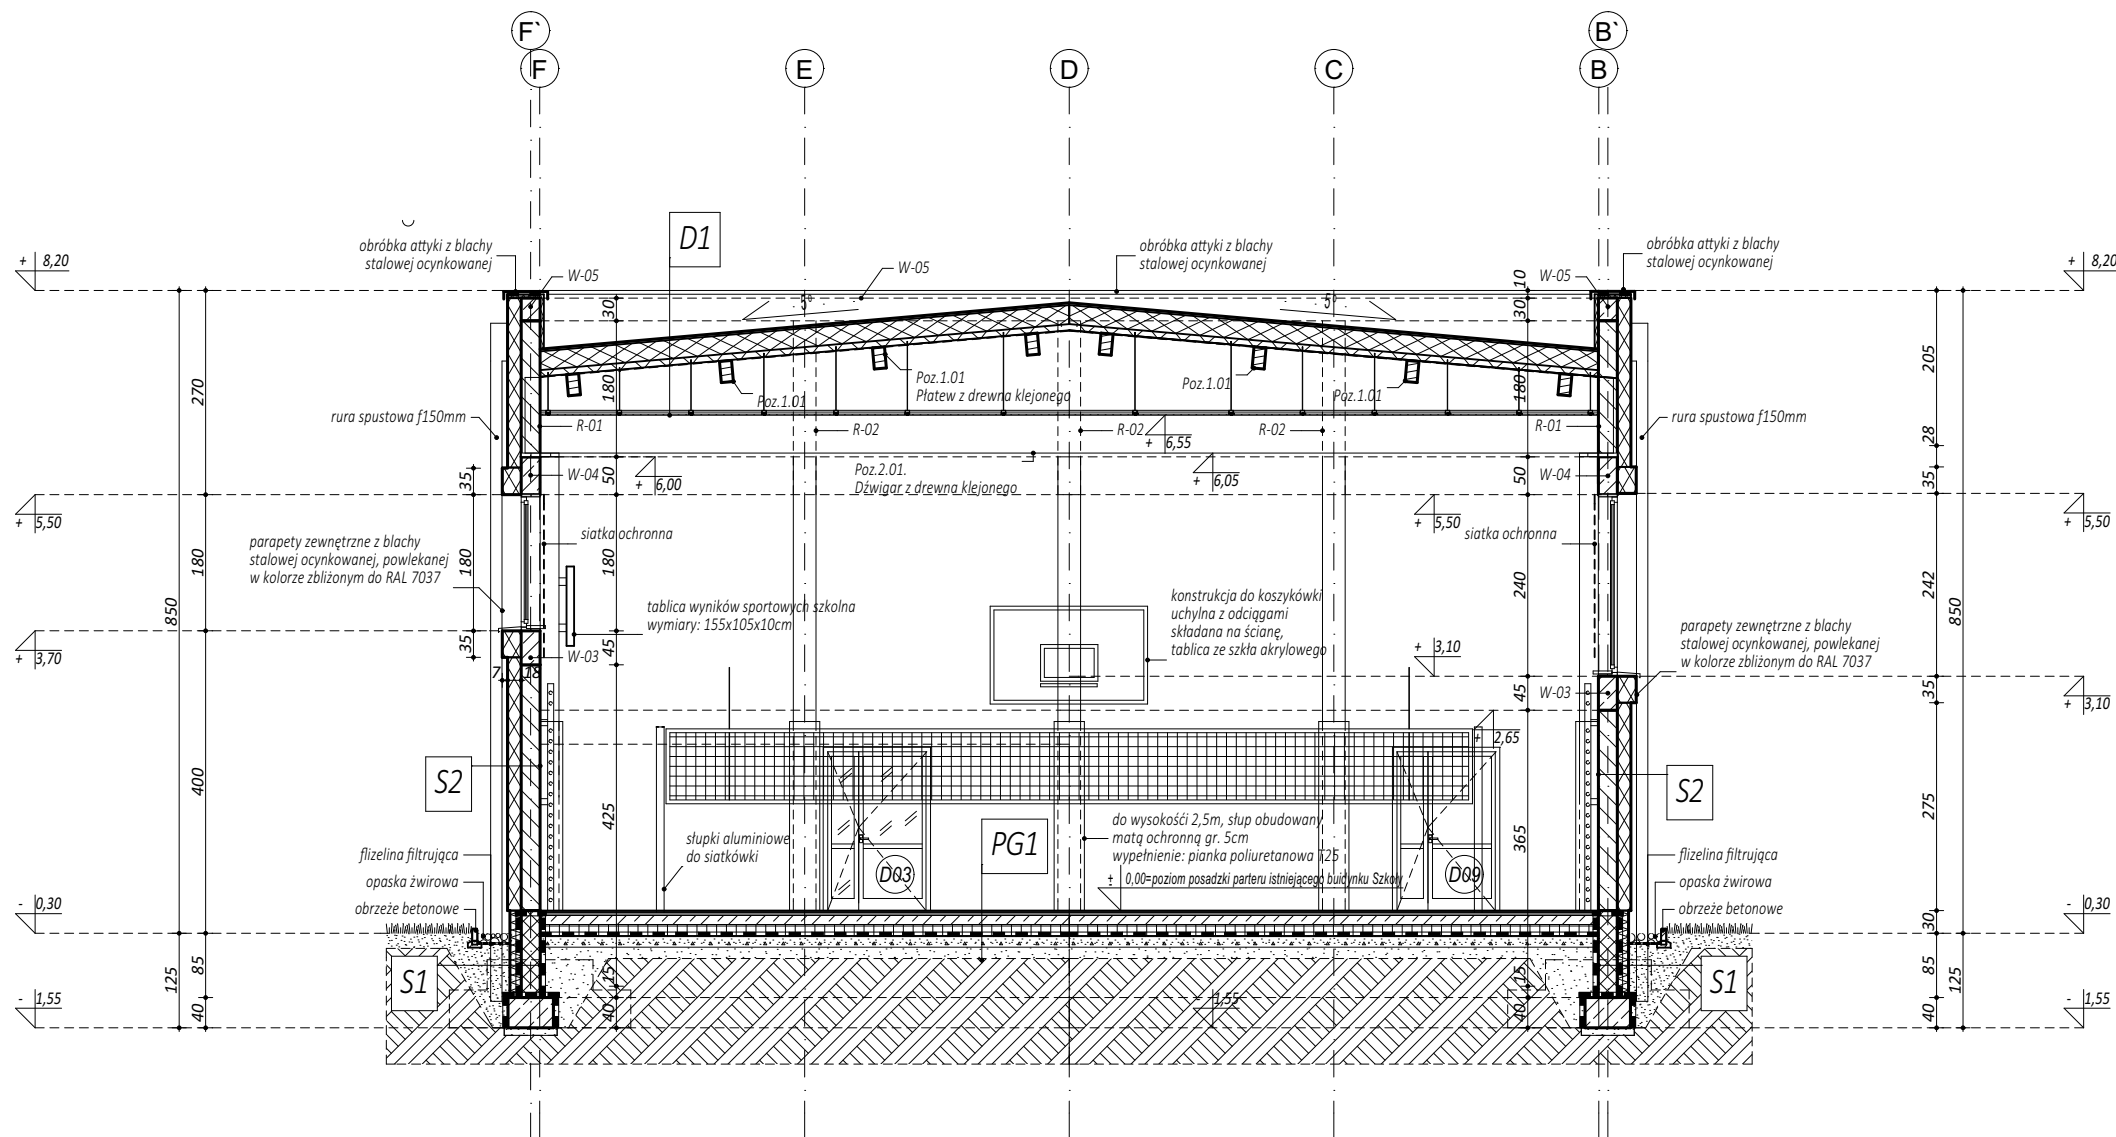 F`
B`
F
E
D
C
B
D1
obróbka attyki z blachy
stalowej ocynkowanej
W-05
W-05
obróbka attyki z blachy
stalowej ocynkowanej
W-05
obróbka attyki z blachy
stalowej ocynkowanej
+ 8,20
+ 8,20
10
30
30
5°
5°
270
180
180
205
Poz.1.01
Poz.1.01
Płatew z drewna klejonego
Poz.1.01
Poz.1.01
rura spustowa f150mm
R-01
R-02
R-02
+ 6,55
R-02
R-01
rura spustowa f150mm
28
35
W-04
50
+ 6,00
Poz.2.01.
Dźwigar z drewna klejonego
+ 6,05
50
W-04
35
+ 5,50
+ 5,50
+ 5,50
siatka ochronna
siatka ochronna
parapety zewnętrzne z blachy
stalowej ocynkowanej, powlekanej
w kolorze zbliżonym do RAL 7037
180
180
180
240
242
850
850
tablica wyników sportowych szkolna
wymiary: 155x105x10cm
konstrukcja do koszykówki
uchylna z odciągami
składana na ścianę,
tablica ze szkła akrylowego
parapety zewnętrzne z blachy
stalowej ocynkowanej, powlekanej
w kolorze zbliżonym do RAL 7037
+ 3,70
35
W-03
45
7
18
+ 3,10
45
W-03
35
+ 3,10
+ 2,65
S2
S2
400
425
365
275
słupki aluminiowe
do siatkówki
PG1
do wysokośći 2,5m, słup obudowany
matą ochronną gr. 5cm
wypełnienie: pianka poliuretanowa T25
± 0,00=poziom posadzki parteru istniejącego budynku Szkoły
D03
D09
flizelina filtrująca
opaska żwirowa
obrzeże betonowe
flizelina filtrująca
opaska żwirowa
obrzeże betonowe
- 0,30
- 0,30
30
S1
S1
125
85
15
15
85
125
- 1,55
- 1,55
- 1,55
40
40
40
40